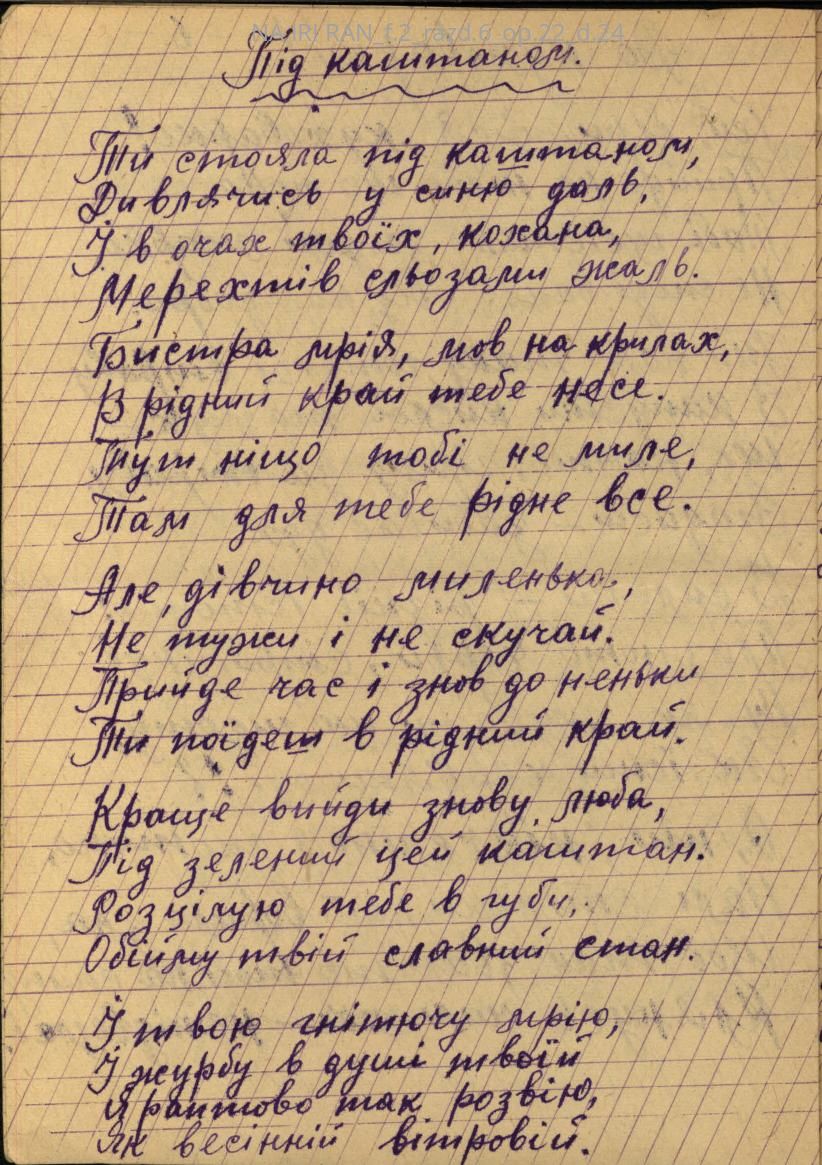 NA IRI RAN f.2 razd.6 op.22 d.24
Під каштаном.
Ти стояла під каштаном,
Дивлячись у синю даль,
І в очах твоїх, кохана,
Мерехтів сльозами жаль.
Бистра мрія, мов на крилах,
В рідний край тебе несе.
Тут ніщо тобі не миле,
Там для тебе рідне все.
Але, дівчино миленька,
Не тужи і не скучай.
Прийде час і знов до неньки
Ти поїдеш в рідний край.
Краще вийди знову, люба,
Під зелений цей каштан.
Розцілую тебе в губи,
Обійму твій славний стан.
І твою гнітючу мрію,
І журбу в душі твоїй
Я раптово так розвію,
Як весінній вітровій.